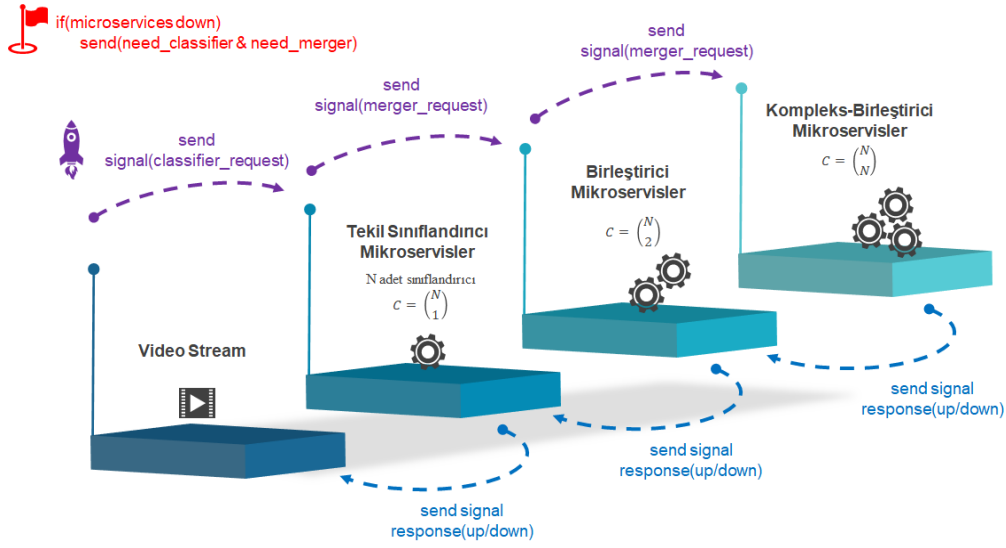 if(microservices down)
send(need_classifier & need_merger)
send
signal(classifier_request)
send
signal(merger_request)
send
signal(merger_request)
Video Stream
Tekil Sınıflandırıcı
Mikroservisler
N adet sınıflandırıcı
C = (N 1)
Birleştirici
Mikroservisler
C = (N 2)
Kompleks-Birleştirici
Mikroservisler
C = (N N)
send signal
response(up/down)
send signal
response(up/down)
send signal
response(up/down)